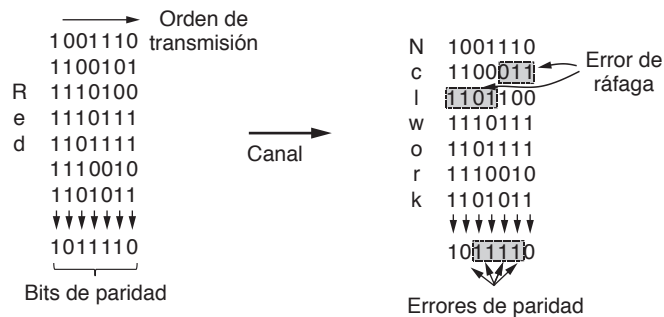 Orden de
transmisión
1001110
1100101
R 1110100
e 1110111
d 1101111
1110010
1101011
1011110
Bits de paridad
Canal
N 1001110
c 1100011
l 1101100
w 1110111
o 1101111
r 1110010
k 1101011
1011110
Error de
ráfaga
Errores de paridad